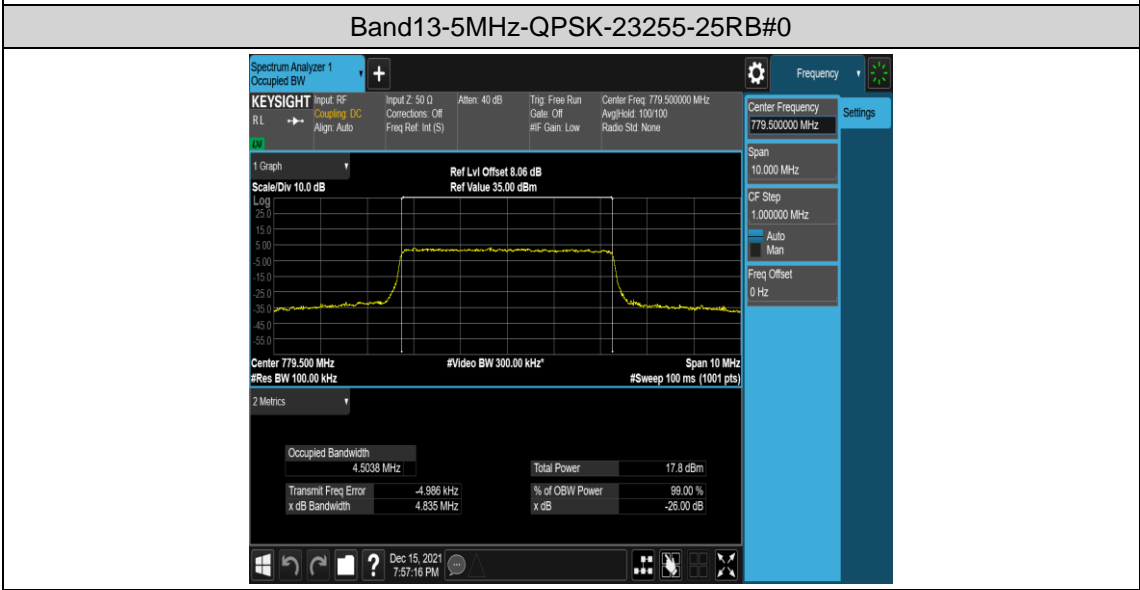 Band13-5MHz-QPSK-23255-25RB#0
Spectrum Analyzer 1
Occupied BW
+
Frequency
KEYSIGHT
RL
LXI
Input: RF
Coupling: DC
Align: Auto
Input Z: 50 Ω
Corrections: Off
Freq Ref: Int (S)
Atten: 40 dB
Trig: Free Run
Gate: Off
#IF Gain: Low
Center Freq: 779.500000 MHz
Avg|Hold: 100/100
Radio Std: None
Center Frequency
779.500000 MHz
Settings
Span
10.000 MHz
CF Step
1.000000 MHz
Auto
Man
Freq Offset
0 Hz
1 Graph
Scale/Div 10.0 dB
Ref Lvl Offset 8.06 dB
Ref Value 35.00 dBm
Log
25.0
15.0
5.00
-5.00
-15.0
-25.0
-35.0
-45.0
-55.0
Center 779.500 MHz
#Video BW 300.00 kHz*
Span 10 MHz
#Res BW 100.00 kHz
#Sweep 100 ms (1001 pts)
2 Metrics
Occupied Bandwidth
4.5038 MHz
Total Power 17.8 dBm
Transmit Freq Error -4.986 kHz
% of OBW Power 99.00 %
x dB Bandwidth 4.835 MHz
x dB -26.00 dB
?
Dec 15, 2021
7:57:16 PM